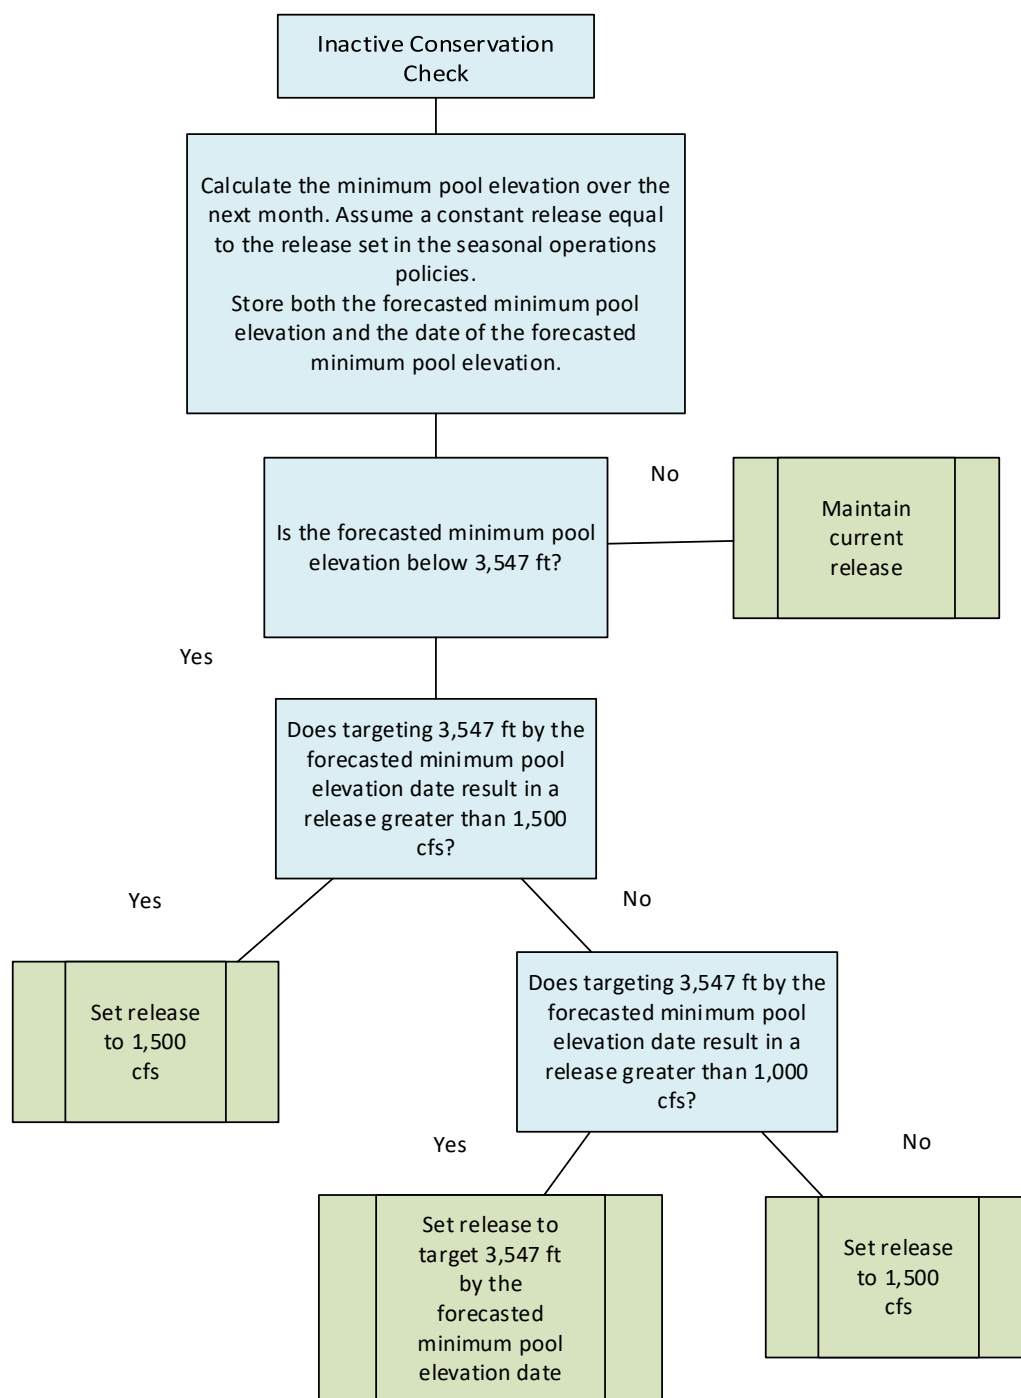 Inactive Conservation
Check
Calculate the minimum pool elevation over the
next month. Assume a constant release equal
to the release set in the seasonal operations
policies.
Store both the forecasted minimum pool
elevation and the date of the forecasted
minimum pool elevation.
Is the forecasted minimum pool
elevation below 3,547 ft?
No
Maintain
current
release
Yes
Does targeting 3,547 ft by the
forecasted minimum pool
elevation date result in a
release greater than 1,500
cfs?
Yes
No
Set release
to 1,500
cfs
Does targeting 3,547 ft by the
forecasted minimum pool
elevation date result in a
release greater than 1,000
cfs?
Yes
No
Set release to
target 3,547 ft
by the
forecasted
minimum pool
elevation date
Set release
to 1,500
cfs